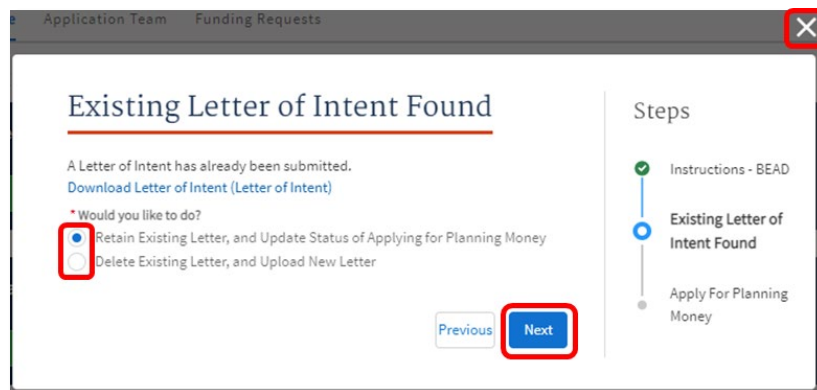 Application Team Funding Requests
Existing Letter of Intent Found
A Letter of Intent has already been submitted.
Download Letter of Intent (Letter of Intent)
* Would you like to do?
Retain Existing Letter, and Update Status of Applying for Planning Money
Delete Existing Letter, and Upload New Letter
Previous Next
Steps
Instructions - BEAD
Existing Letter of
Intent Found
Apply For Planning
Money